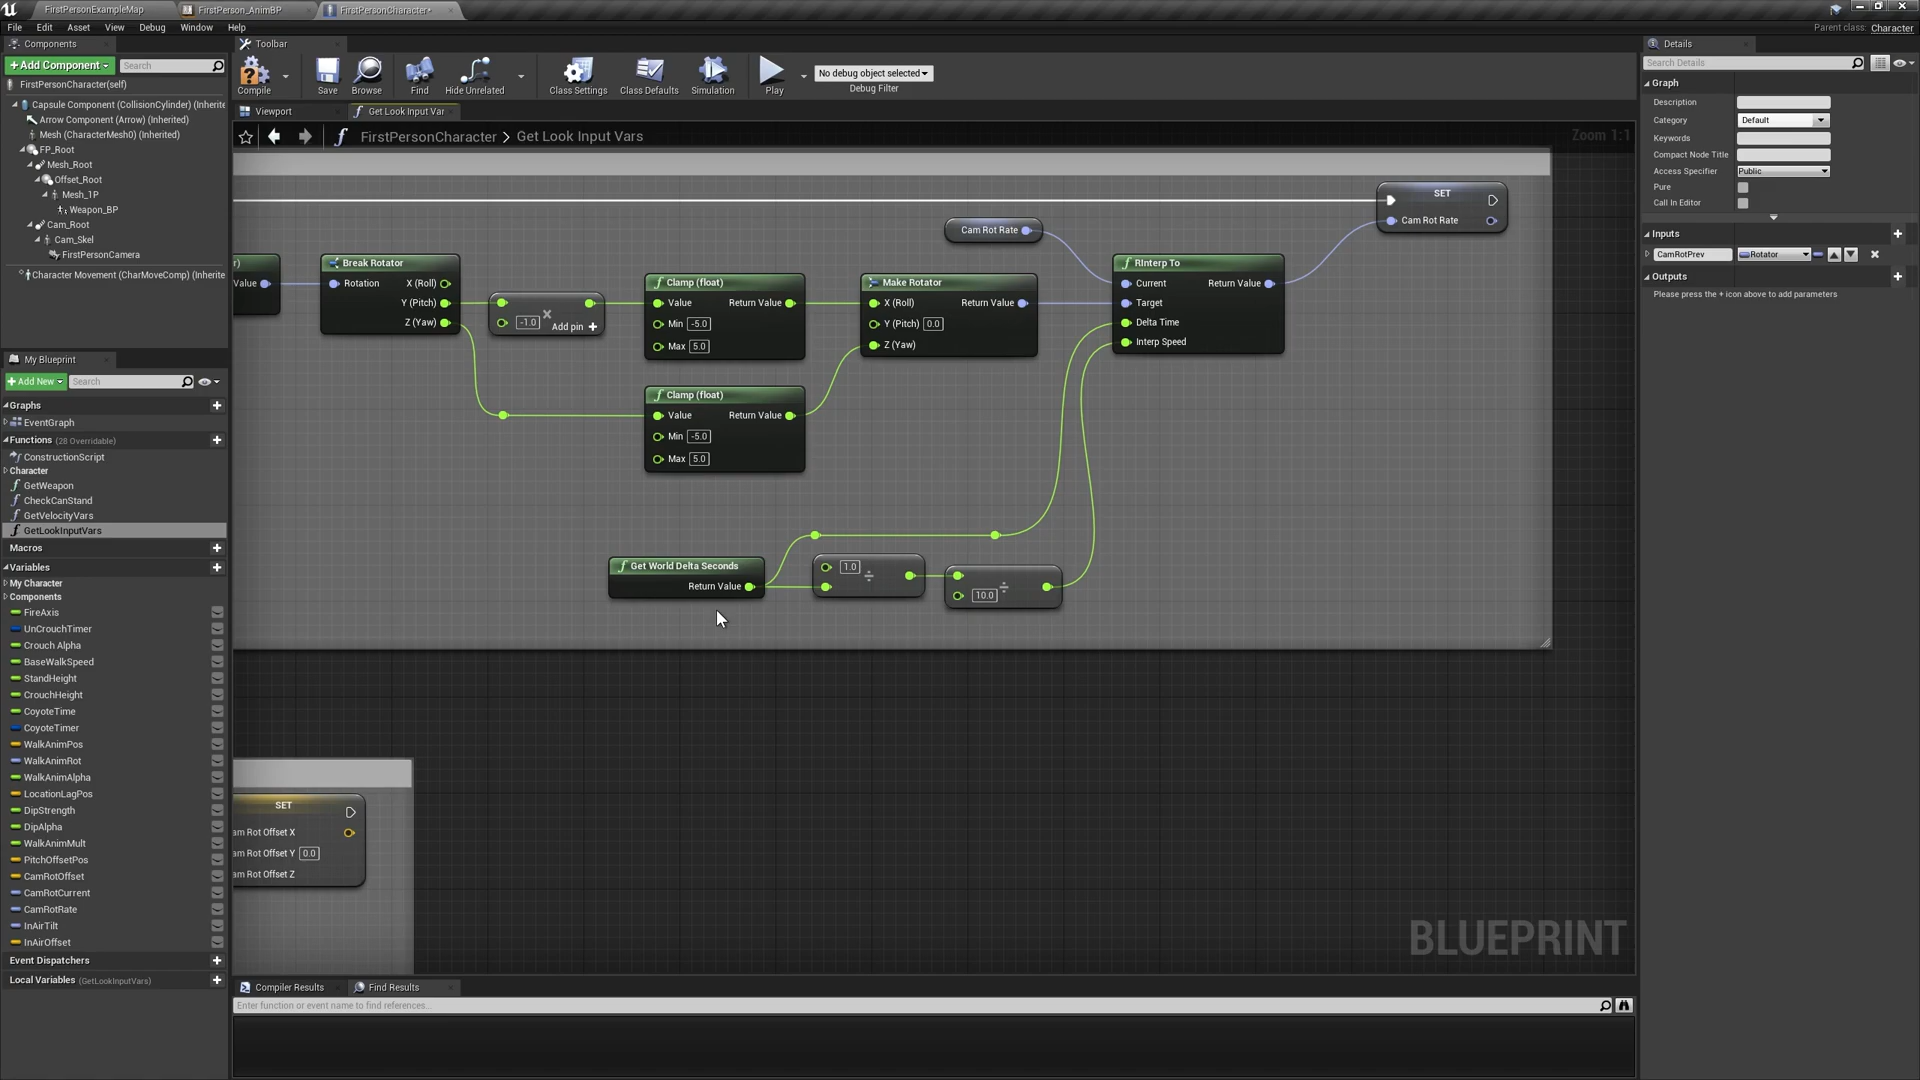 FirstPersonExampleMap
FirstPerson_AnimBP
FirstPersonCharacter*
File Edit Asset View Debug Window Help
Parent class: Character
Components
+Add Component
Search
FirstPersonCharacter(self)
Capsule Component (CollisionCylinder) (Inherite
Arrow Component (Arrow) (Inherited)
Mesh (CharacterMesh0) (Inherited)
FP_Root
Mesh_Root
Offset_Root
Mesh_1P
Weapon_BP
Cam_Root
Cam_Skel
FirstPersonCamera
Character Movement (CharMoveComp) (Inherite
My Blueprint
+Add New
Search
Graphs
EventGraph
Functions (28 Overridable)
ConstructionScript
Character
GetWeapon
CheckCanStand
GetVelocityVars
GetLookInputVars
Macros
Variables
My Character
Components
FireAxis
UnCrouchTimer
Crouch Alpha
BaseWalkSpeed
StandHeight
CrouchHeight
CoyoteTime
CoyoteTimer
WalkAnimPos
WalkAnimRot
WalkAnimAlpha
LocationLagPos
DipStrength
DipAlpha
WalkAnimMult
PitchOffsetPos
CamRotOffset
CamRotCurrent
CamRotRate
InAirTilt
InAirOffset
Event Dispatchers
Local Variables (GetLookInputVars)
Toolbar
Compile
Save
Browse
Find
Hide Unrelated
Class Settings
Class Defaults
Simulation
Play
No debug object selected
Debug Filter
Viewport
Get Look Input Var
FirstPersonCharacter > Get Look Input Vars
Zoom 1:1
r)
Value
Break Rotator
Rotation X (Roll)
Y (Pitch)
Z (Yaw)
-1.0
×
Add pin +
Clamp (float)
Value Return Value
Min -5.0
Max 5.0
Clamp (float)
Value Return Value
Min -5.0
Max 5.0
Make Rotator
X (Roll) Return Value
Y (Pitch) 0.0
Z (Yaw)
Cam Rot Rate
RInterp To
Current Return Value
Target
Delta Time
Interp Speed
SET
Cam Rot Rate
Get World Delta Seconds
Return Value
1.0
÷
10.0
÷
SET
am Rot Offset X
am Rot Offset Y 0.0
am Rot Offset Z
BLUEPRINT
Compiler Results
Find Results
Enter function or event name to find references...
Details
Search Details
Graph
Description
Category Default
Keywords
Compact Node Title
Access Specifier Public
Pure
Call In Editor
Inputs
CamRotPrev Rotator
Outputs
Please press the + icon above to add parameters